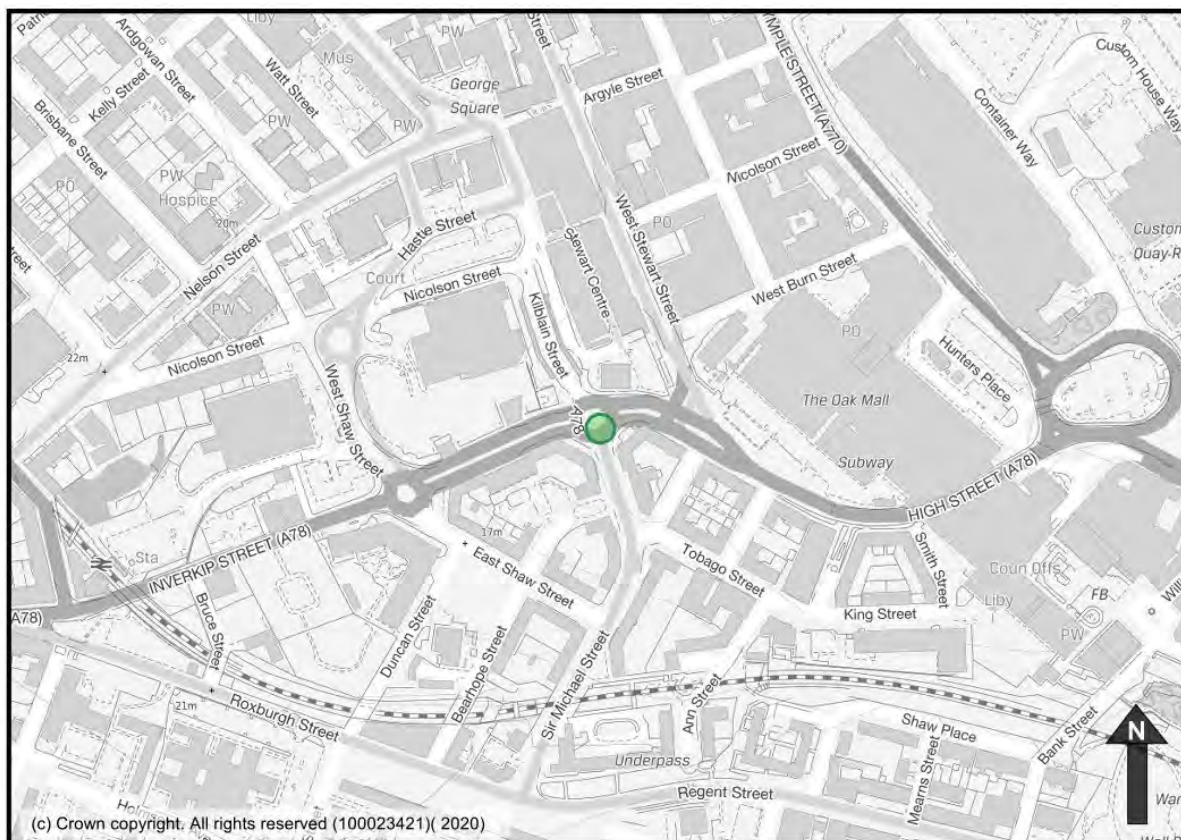 Ardgowan Street
Liby
Kelly Street
Watt Street
Mus
PW
George
Square
Street
Argyle Street
Container Way
Custom House Way
Brisbane Street
PW
PW
PW
Hospice
PO
20m
Nicolson Street
Hastie Street
Nelson Street
Court
Nicolson Street
Stewart Centre
Kilblain Street
PO
West Stewart Street
West Burn Street
PO
Custom
PW
22m
Nicolson Street
West Shaw Street
A78
Hunters Place
The Oak Mall
Subway
HIGH STREET (A78)
Sta
INVERKIP STREET (A78)
17m
East Shaw Street
Tobago Street
Smith Street
Coun Offs
Liby
FB
PW
King Street
(A78)
Bruce Street
Duncan Street
Bearhope Street
Sir Michael Street
Ann Street
21m
Roxburgh Street
Shaw Place
Bank Street
N
Underpass
Mearns Street
Regent Street
(c) Crown copyright. All rights reserved (100023421)( 2020)